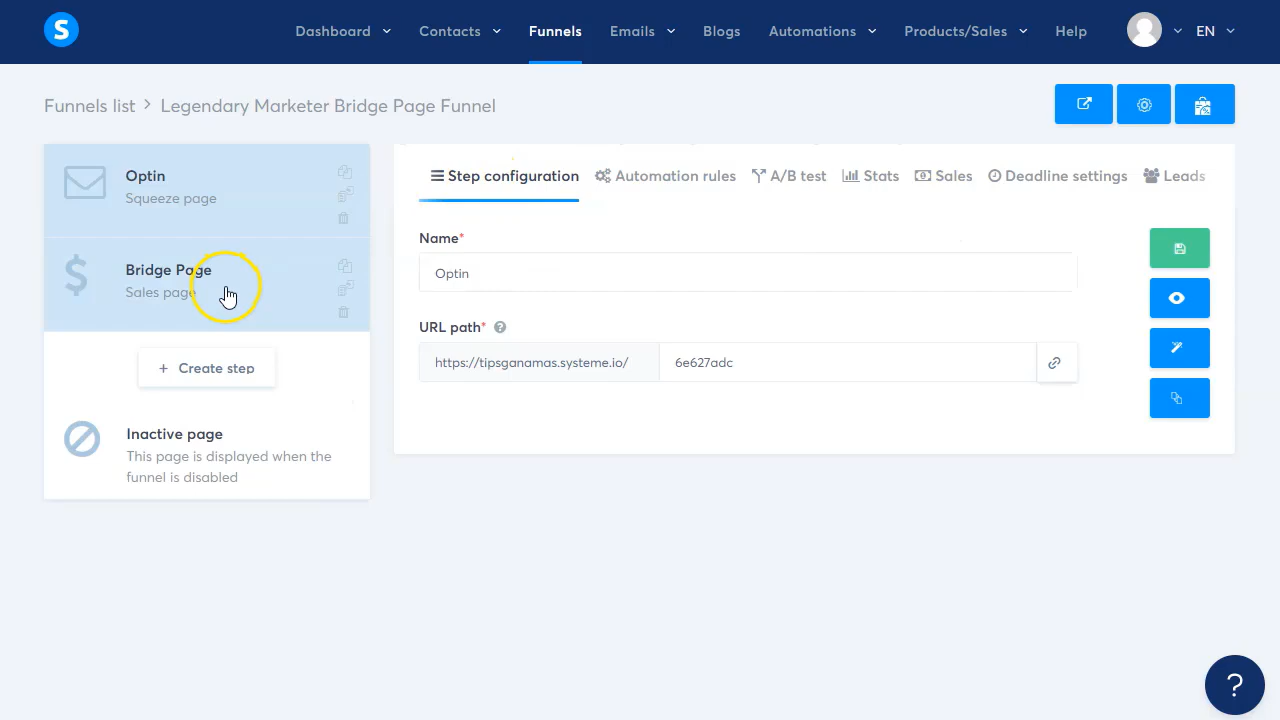 S
Dashboard Contacts Funnels Emails Blogs Automations Products/Sales Help EN
Funnels list > Legendary Marketer Bridge Page Funnel
Optin
Squeeze page
Bridge Page
Sales page
+ Create step
Inactive page
This page is displayed when the
funnel is disabled
Step configuration Automation rules A/B test Stats Sales Deadline settings Leads
Name*
Optin
URL path* ?
https://tipsganamas.systeme.io/ 6e627adc
?